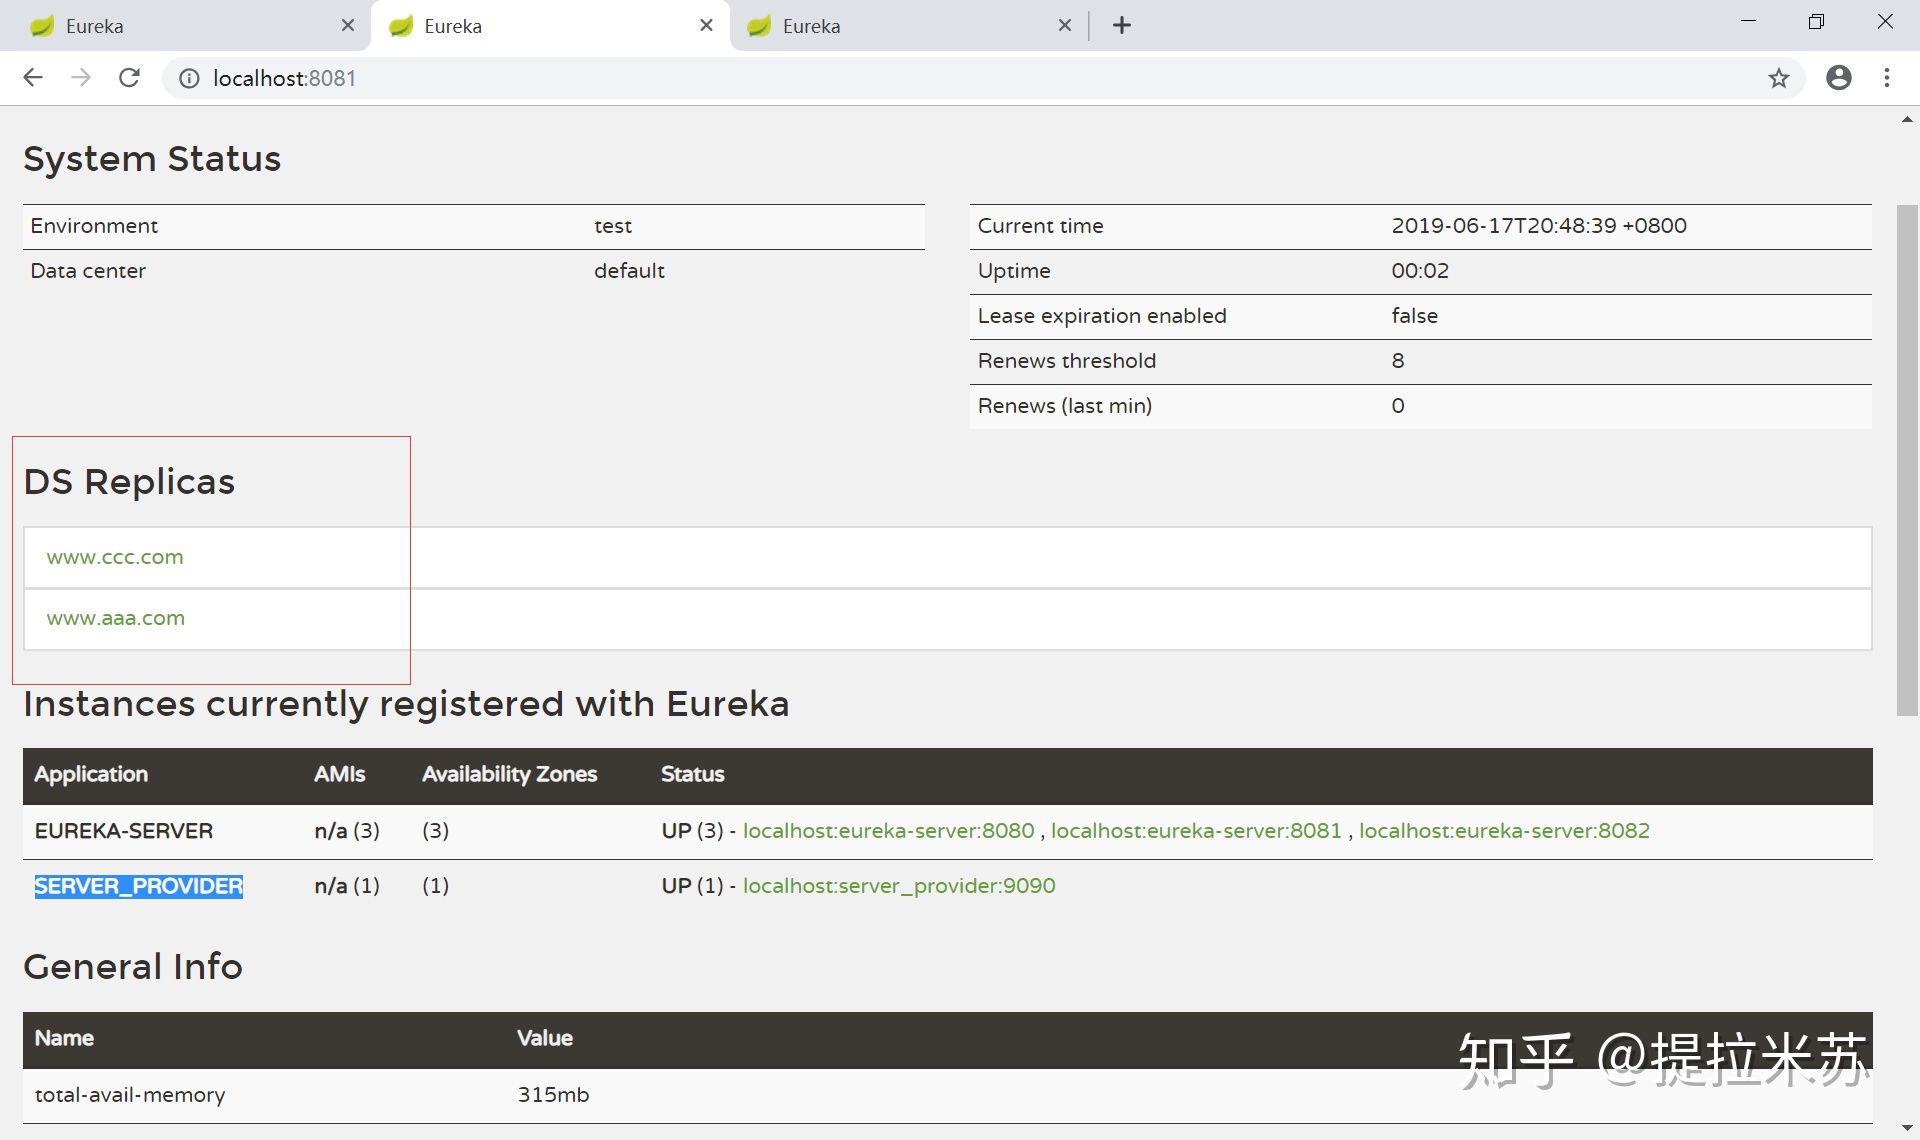 Eureka
Eureka
Eureka
localhost:8081
System Status
Environment test
Data center default
Current time 2019-06-17T20:48:39 +0800
Uptime 00:02
Lease expiration enabled false
Renews threshold 8
Renews (last min) 0
DS Replicas
www.ccc.com
www.aaa.com
Instances currently registered with Eureka
Application AMIs Availability Zones Status
EUREKA-SERVER n/a (3) (3) UP (3) - localhost:eureka-server:8080 , localhost:eureka-server:8081 , localhost:eureka-server:8082
SERVER_PROVIDER n/a (1) (1) UP (1) - localhost:server_provider:9090
General Info
Name Value
total-avail-memory 315mb
知乎 @提拉米苏